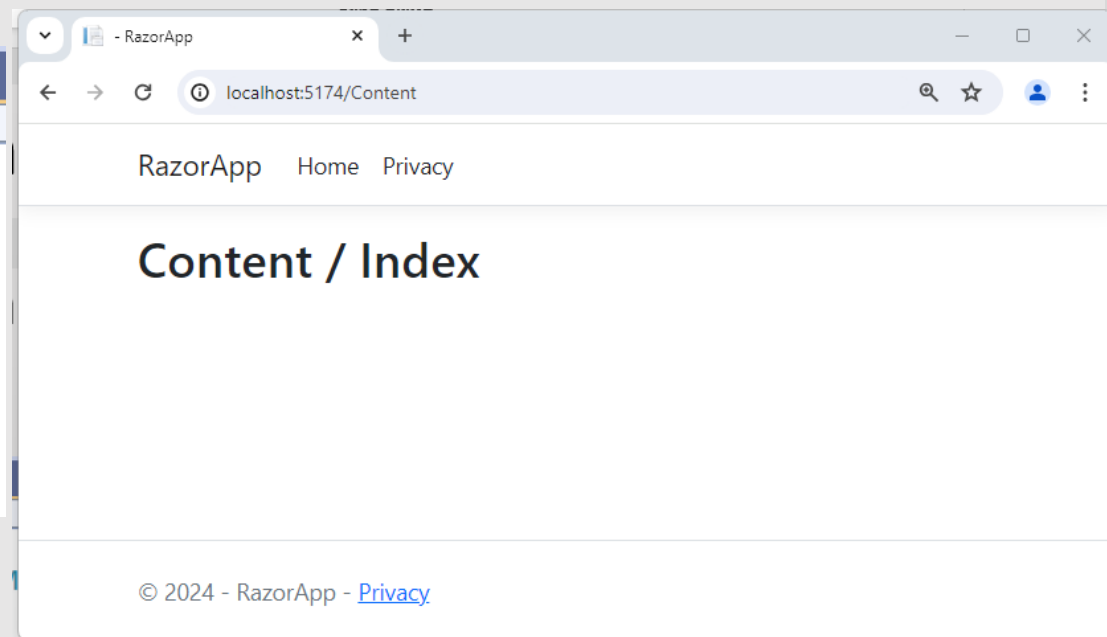 - RazorApp
localhost:5174/Content
RazorApp Home Privacy
Content / Index
© 2024 - RazorApp - Privacy